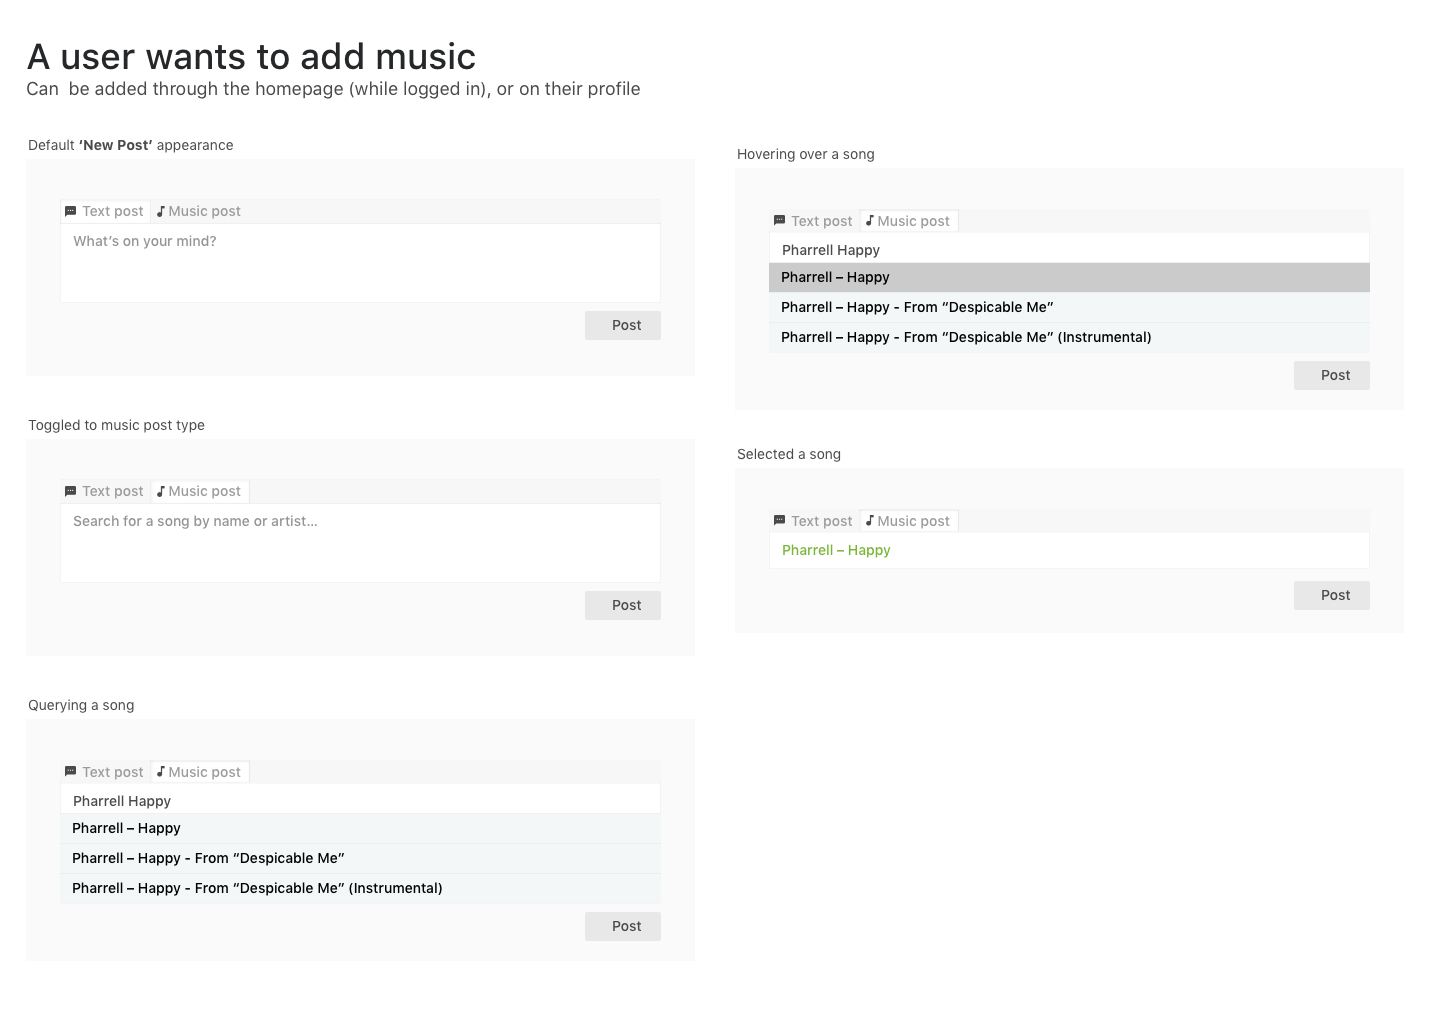 A user wants to add music
Can  be added through the homepage (while logged in), or on their profile
Default ‘New Post’ appearance
Text post Music post
What’s on your mind?
Post
Toggled to music post type
Text post Music post
Search for a song by name or artist...
Post
Querying a song
Text post Music post
Pharrell Happy
Pharrell – Happy
Pharrell – Happy - From “Despicable Me”
Pharrell – Happy - From “Despicable Me” (Instrumental)
Post
Hovering over a song
Text post Music post
Pharrell Happy
Pharrell – Happy
Pharrell – Happy - From “Despicable Me”
Pharrell – Happy - From “Despicable Me” (Instrumental)
Post
Selected a song
Text post Music post
Pharrell – Happy
Post